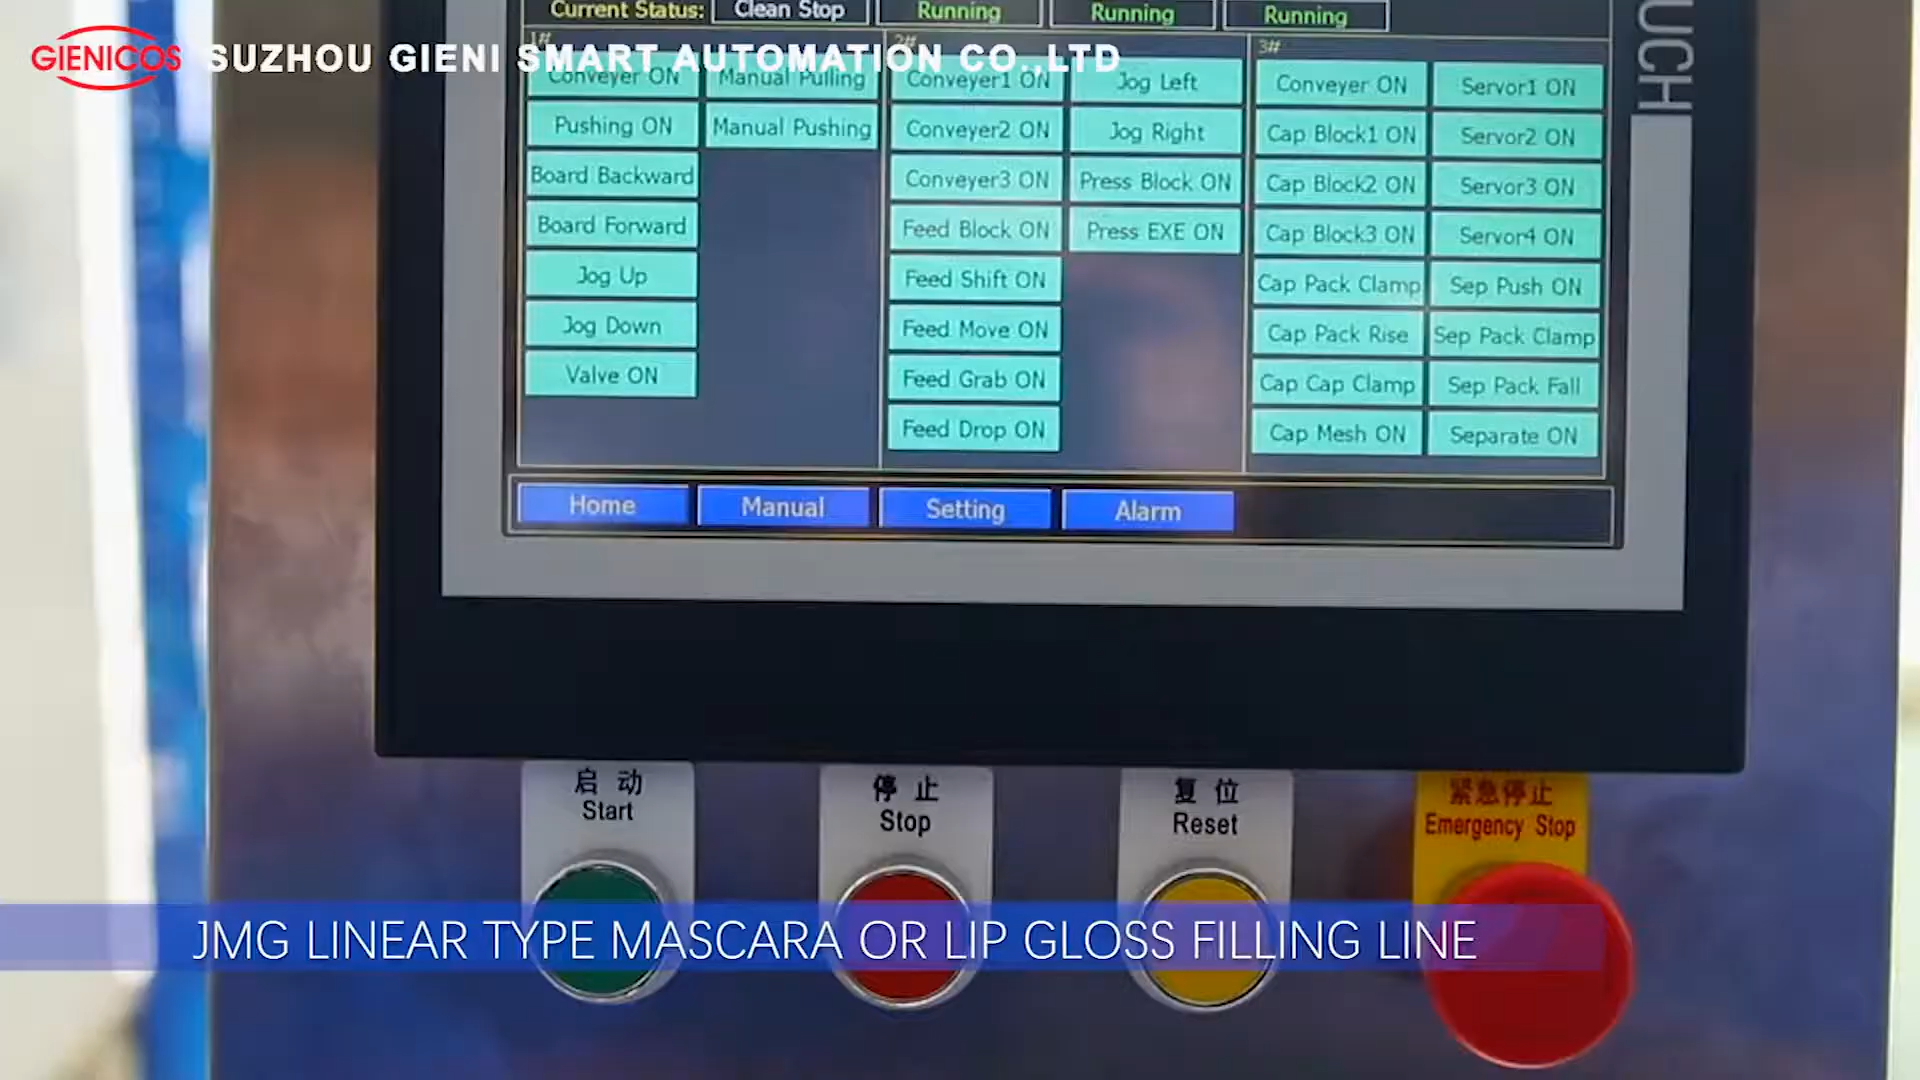 Current Status: Clean Stop Running Running Running
GIENICOS SUZHOU GIENI SMART AUTOMATION CO.,LTD
UCH
1# 2# 3#
Conveyer ON Manual Pulling Conveyer1 ON Jog Left Conveyer ON Servor1 ON
Pushing ON Manual Pushing Conveyer2 ON Jog Right Cap Block1 ON Servor2 ON
Board Backward Conveyer3 ON Press Block ON Cap Block2 ON Servor3 ON
Board Forward Feed Block ON Press EXE ON Cap Block3 ON Servor4 ON
Jog Up Feed Shift ON Cap Pack Clamp Sep Push ON
Jog Down Feed Move ON Cap Pack Rise Sep Pack Clamp
Valve ON Feed Grab ON Cap Cap Clamp Sep Pack Fall
Feed Drop ON Cap Mesh ON Separate ON
Home Manual Setting Alarm
启动 停止 复位 紧急停止
Start Stop Reset Emergency Stop
JMG LINEAR TYPE MASCARA OR LIP GLOSS FILLING LINE